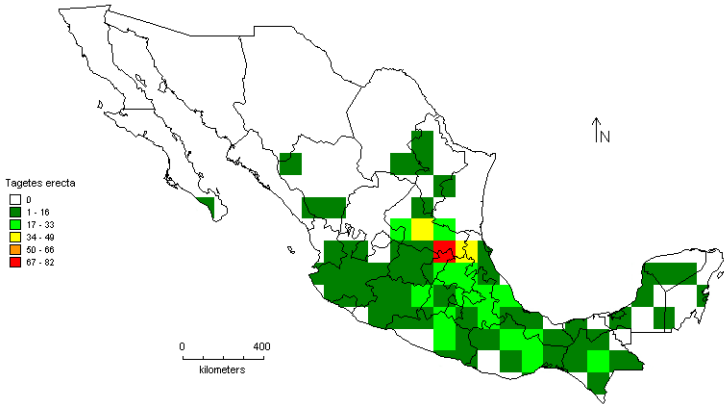 N
Tagetes erecta
0
1 - 16
17 - 33
34 - 49
50 - 66
67 - 82
0 400
kilometers